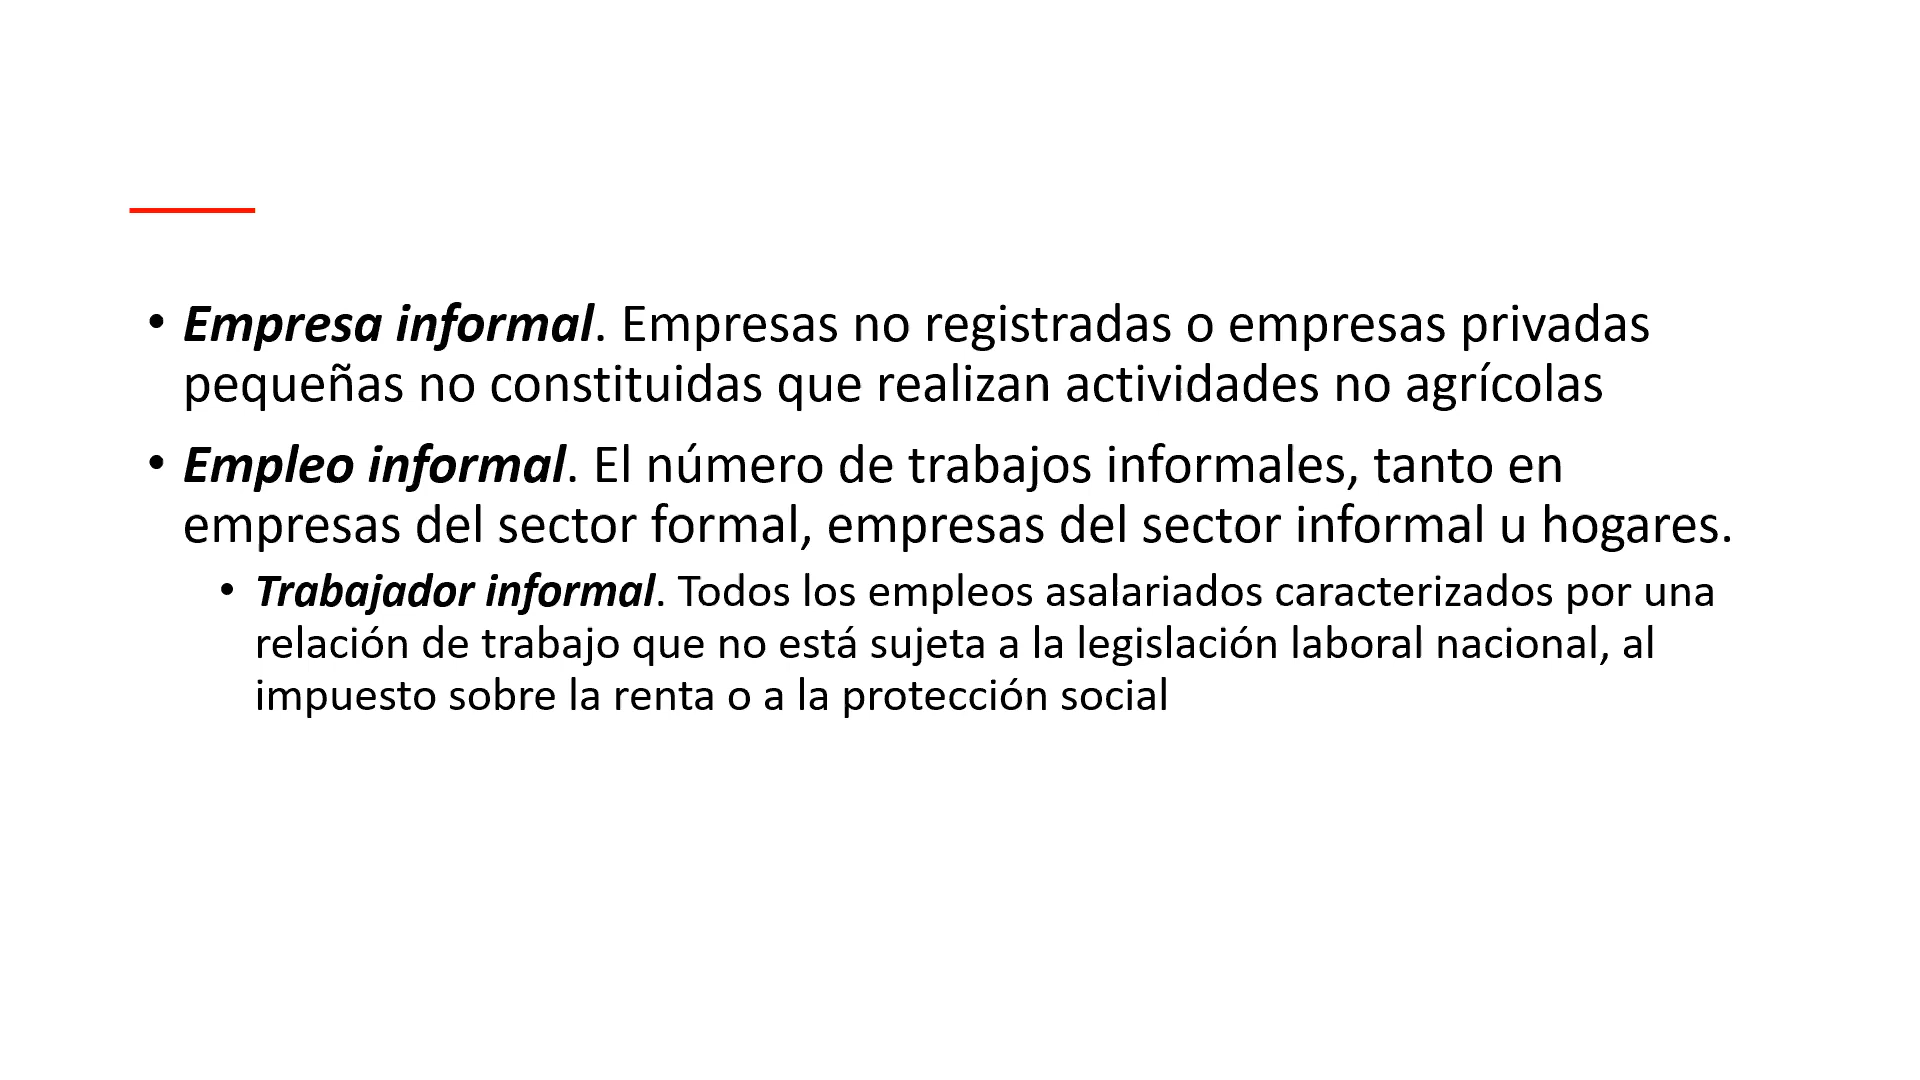 • Empresa informal. Empresas no registradas o empresas privadas
pequeñas no constituidas que realizan actividades no agrícolas
• Empleo informal. El número de trabajos informales, tanto en
empresas del sector formal, empresas del sector informal u hogares.
• Trabajador informal. Todos los empleos asalariados caracterizados por una
relación de trabajo que no está sujeta a la legislación laboral nacional, al
impuesto sobre la renta o a la protección social